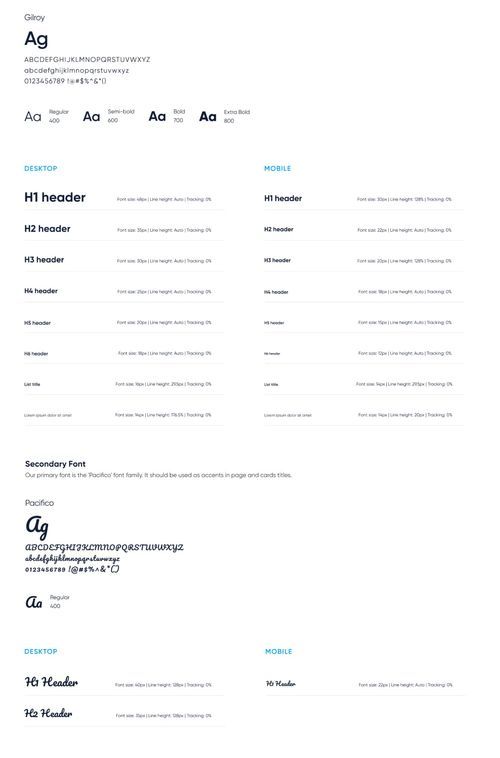 Gilroy
Ag
ABCDEFGHIJKLMNOPQRSTUVWXYZ
abcdefghijklmnopqrstuvwxyz
0123456789 !@#$%^&*()
Aa Regular 400 Aa Semi-bold 600 Aa Bold 700 Aa Extra Bold 800
DESKTOP MOBILE
H1 header Font size: 48px | Line height: Auto | Tracking: 0% H1 header Font size: 30px | Line height: 128% | Tracking: 0%
H2 header Font size: 35px | Line height: Auto | Tracking: 0% H2 header Font size: 22px | Line height: Auto | Tracking: 0%
H3 header Font size: 30px | Line height: Auto | Tracking: 0% H3 header Font size: 20px | Line height: 128% | Tracking: 0%
H4 header Font size: 25px | Line height: Auto | Tracking: 0% H4 header Font size: 18px | Line height: Auto | Tracking: 0%
H5 header Font size: 20px | Line height: Auto | Tracking: 0% H5 header Font size: 15px | Line height: Auto | Tracking: 0%
H6 header Font size: 18px | Line height: Auto | Tracking: 0% H6 header Font size: 12px | Line height: Auto | Tracking: 0%
List title Font size: 16px | Line height: 29.5px | Tracking: 0% List title Font size: 14px | Line height: 29.5px | Tracking: 0%
Lorem ipsum dolor sit amet Font size: 14px | Line height: 176.5% | Tracking: 0% Lorem ipsum dolor sit amet Font size: 14px | Line height: 20px | Tracking: 0%
Secondary Font
Our primary font is the 'Pacifico' font family. It should be used as accents in page and cards titles.
Pacifico
Ag
ABCDEFGHIJKLMNOPQRSTUVWXYZ
abcdefghijklmnopqrstuvwxyz
0123456789 !@#$%^&*()
Aa Regular 400
DESKTOP MOBILE
H1 Header Font size: 40px | Line height: 128px | Tracking: 0% H1 Header Font size: 22px | Line height: Auto | Tracking: 0%
H2 Header Font size: 35px | Line height: 128px | Tracking: 0%